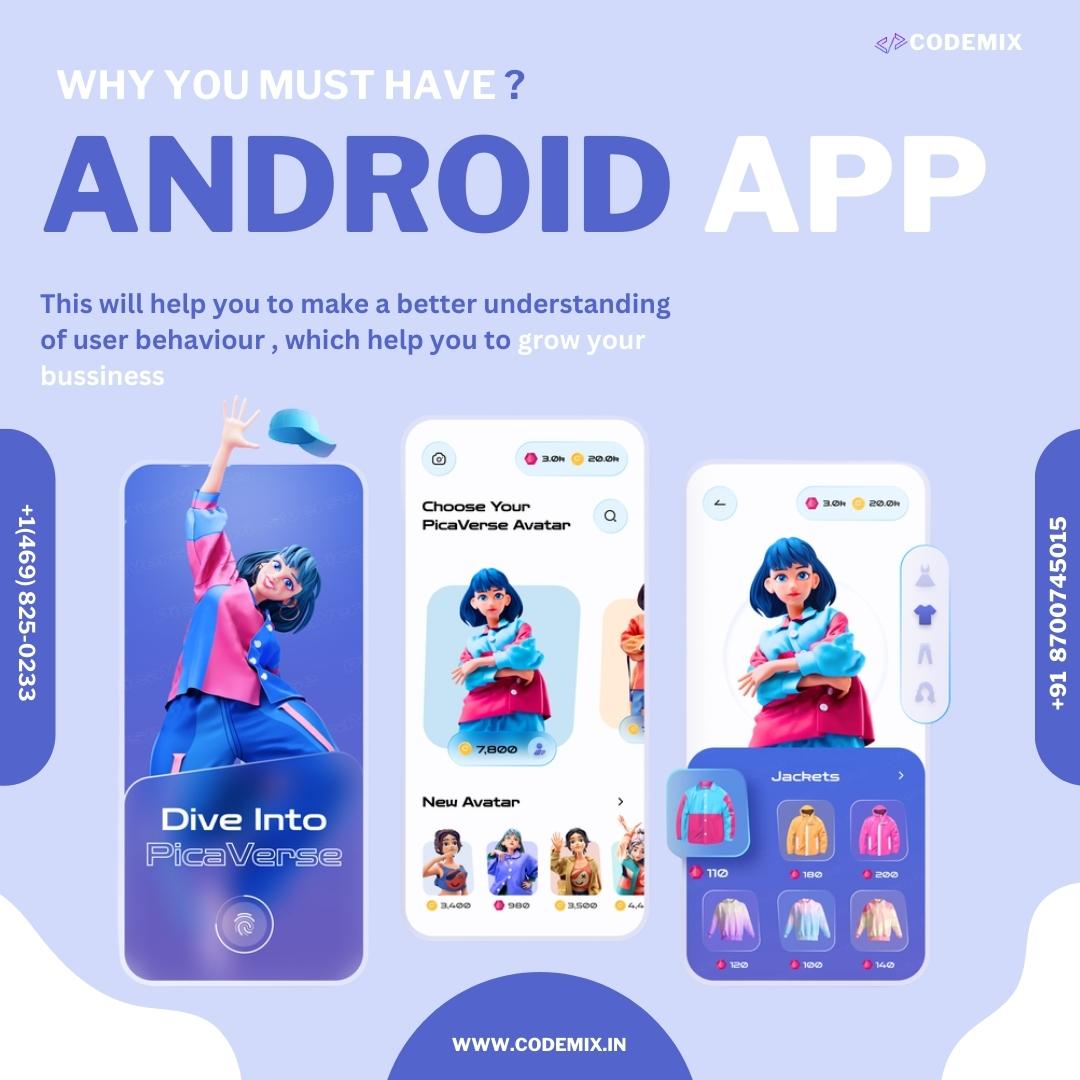 </>CODEMIX
WHY YOU MUST HAVE ?
ANDROID APP
This will help you to make a better understanding
of user behaviour , which help you to grow your
bussiness
+1(469) 825-0233
+91 8700745015
Dive Into
PicaVerse
3.0k 20.0k
Choose Your
PicaVerse Avatar
7,800
New Avatar
3,400 980 3,500 4,4
3.0k 20.0k
Jackets
110 180 200
120 100 140
WWW.CODEMIX.IN